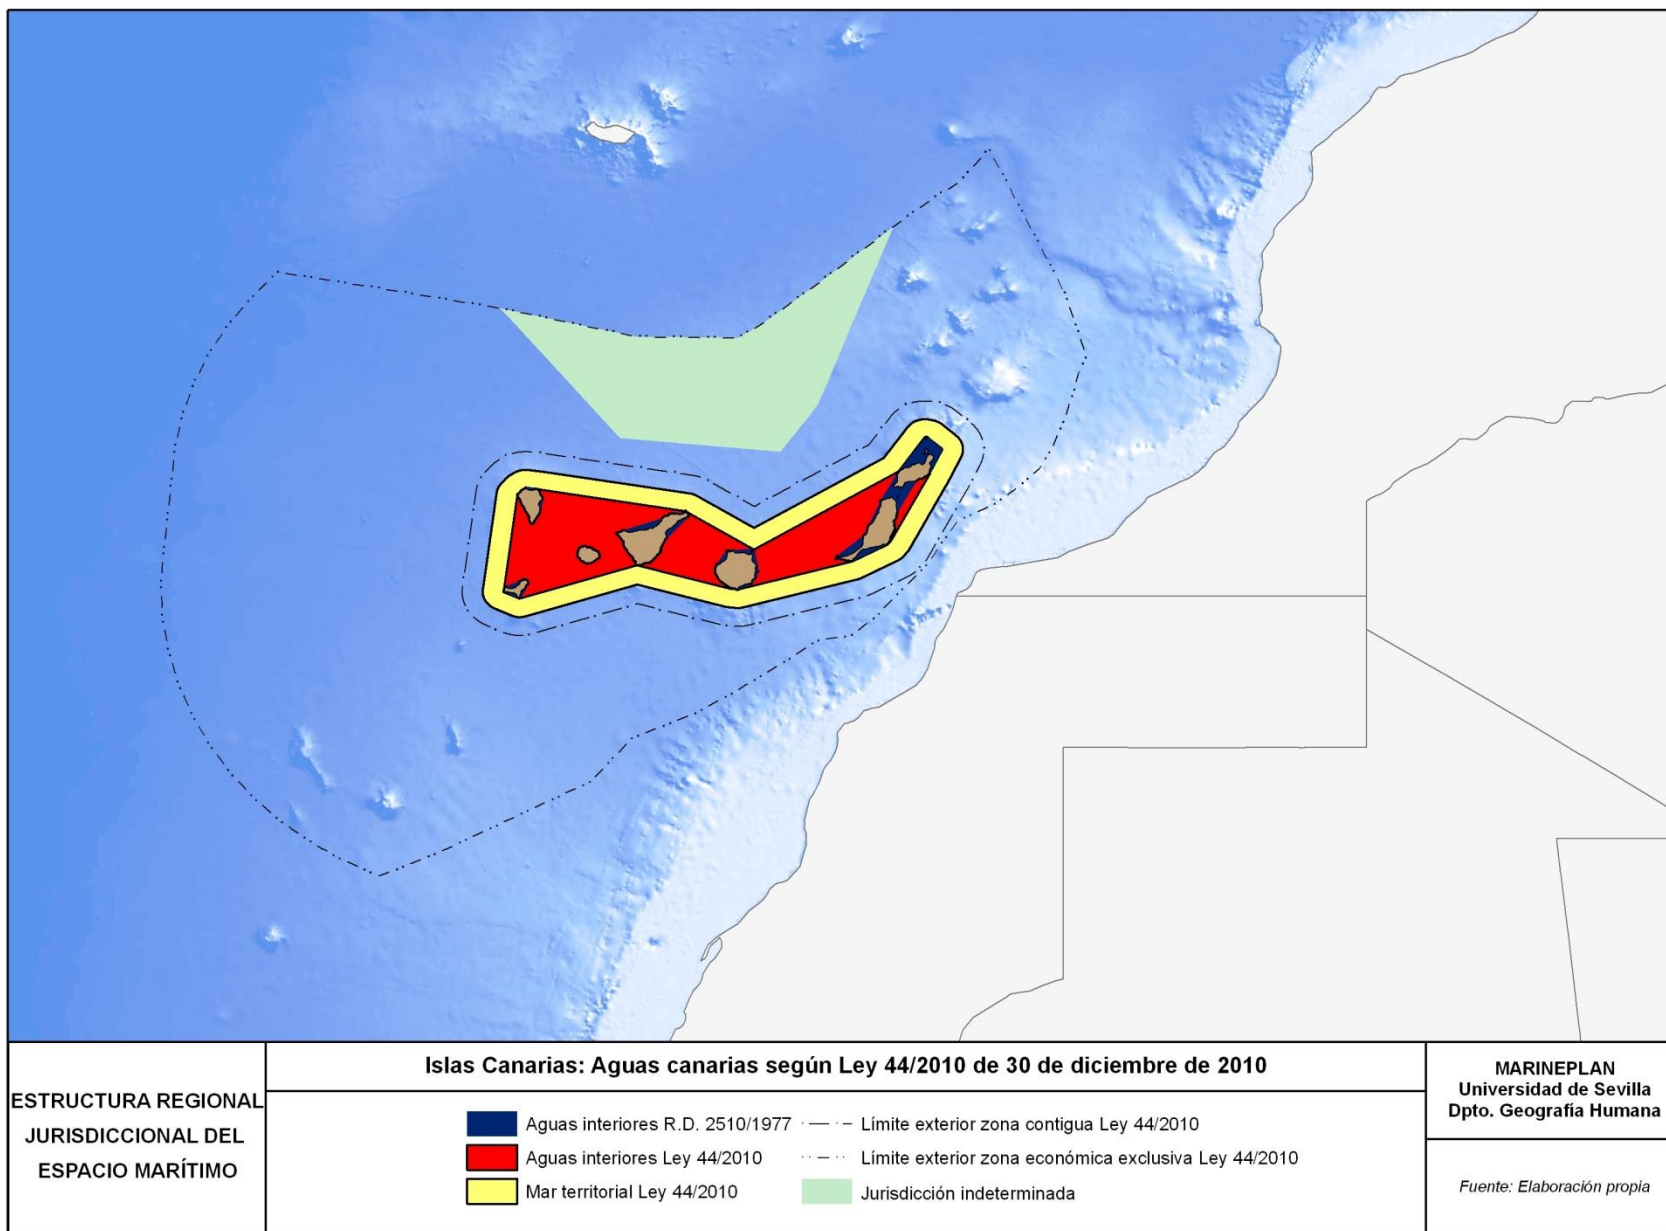 ESTRUCTURA REGIONAL
JURISDICCIONAL DEL
ESPACIO MARÍTIMO
Islas Canarias: Aguas canarias según Ley 44/2010 de 30 de diciembre de 2010
Aguas interiores R.D. 2510/1977
Aguas interiores Ley 44/2010
Mar territorial Ley 44/2010
Límite exterior zona contigua Ley 44/2010
Límite exterior zona económica exclusiva Ley 44/2010
Jurisdicción indeterminada
MARINEPLAN
Universidad de Sevilla
Dpto. Geografía Humana
Fuente: Elaboración propia